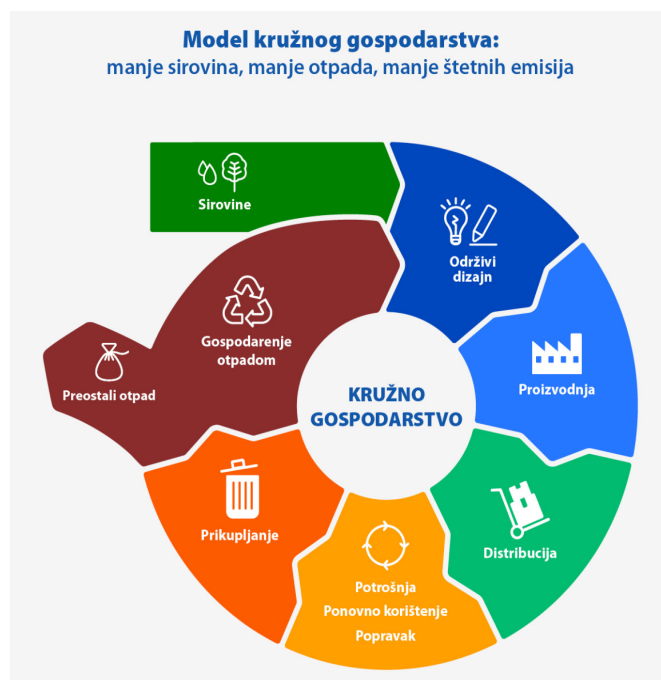 Model kružnog gospodarstva:
manje sirovina, manje otpada, manje štetnih emisija
Sirovine
Održivi
dizajn
Proizvodnja
Distribucija
Potrošnja
Ponovno korištenje
Popravak
Prikupljanje
Gospodarenje
otpadom
Preostali otpad
KRUŽNO
GOSPODARSTVO